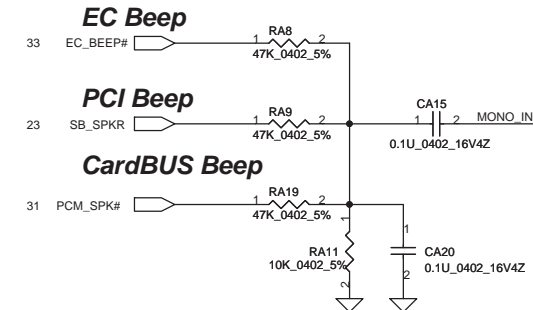 EC Beep
33 EC_BEEP# 1 RA8 2
47K_0402_5%
PCI Beep
23 SB_SPKR 1 RA9 2
47K_0402_5%
CA15
1 2 MONO_IN
0.1U_0402_16V4Z
CardBUS Beep
31 PCM_SPK# 1 RA19 2
47K_0402_5%
1
RA11
10K_0402_5%
2
1
CA20
0.1U_0402_16V4Z
2